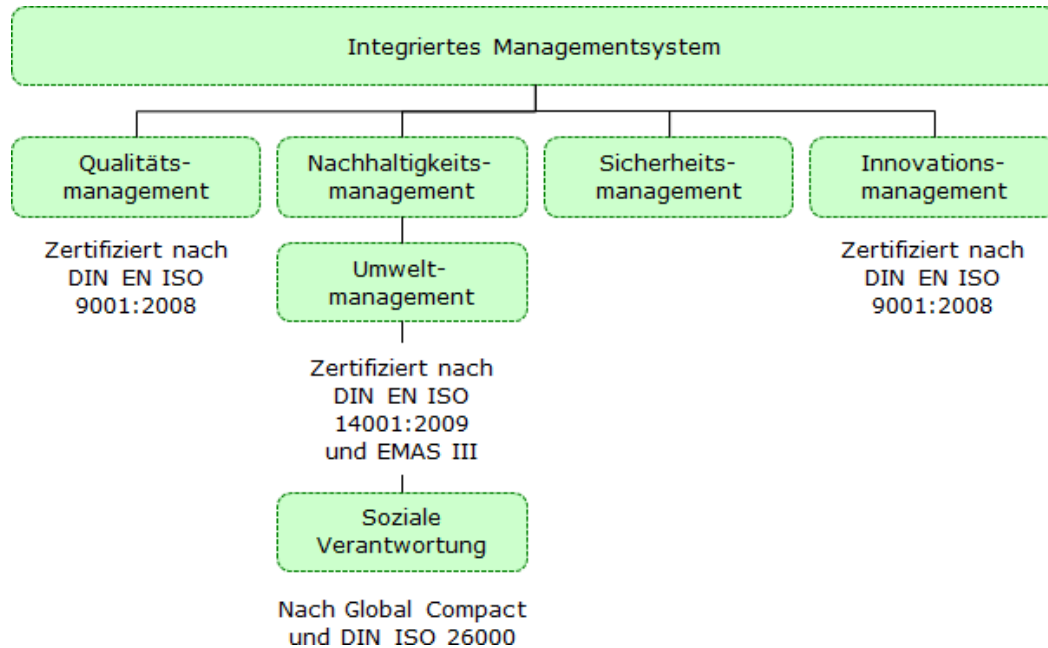 Integriertes Managementsystem
Qualitäts-
management
Nachhaltigkeits-
management
Sicherheits-
management
Innovations-
management
Zertifiziert nach
DIN EN ISO
9001:2008
Umwelt-
management
Zertifiziert nach
DIN EN ISO
9001:2008
Zertifiziert nach
DIN EN ISO
14001:2009
und EMAS III
Soziale
Verantwortung
Nach Global Compact
und DIN ISO 26000